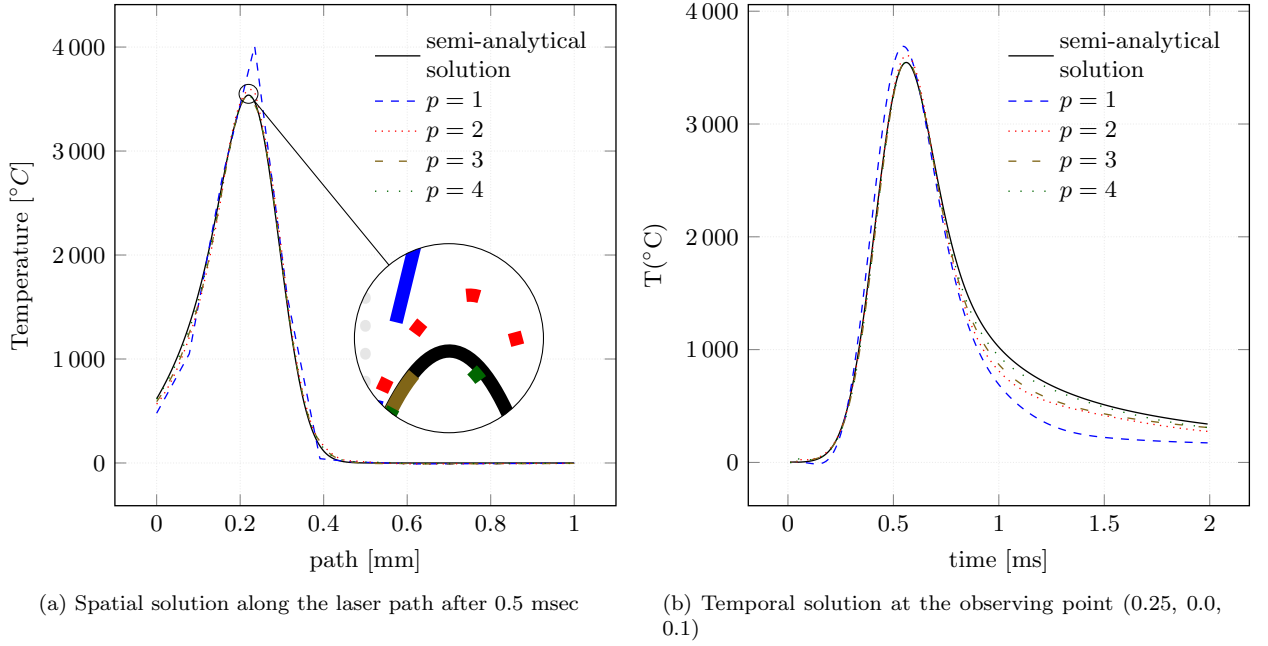 4 000
3 000
2 000
1 000
0
Temperature [°C]
0
0.2
0.4
0.6
0.8
1
path [mm]
semi-analytical
solution
p = 1
p = 2
p = 3
p = 4
(a) Spatial solution along the laser path after 0.5 msec
4 000
3 000
2 000
1 000
0
T(°C)
0
0.5
1
1.5
2
time [ms]
semi-analytical
solution
p = 1
p = 2
p = 3
p = 4
(b) Temporal solution at the observing point (0.25, 0.0,
0.1)